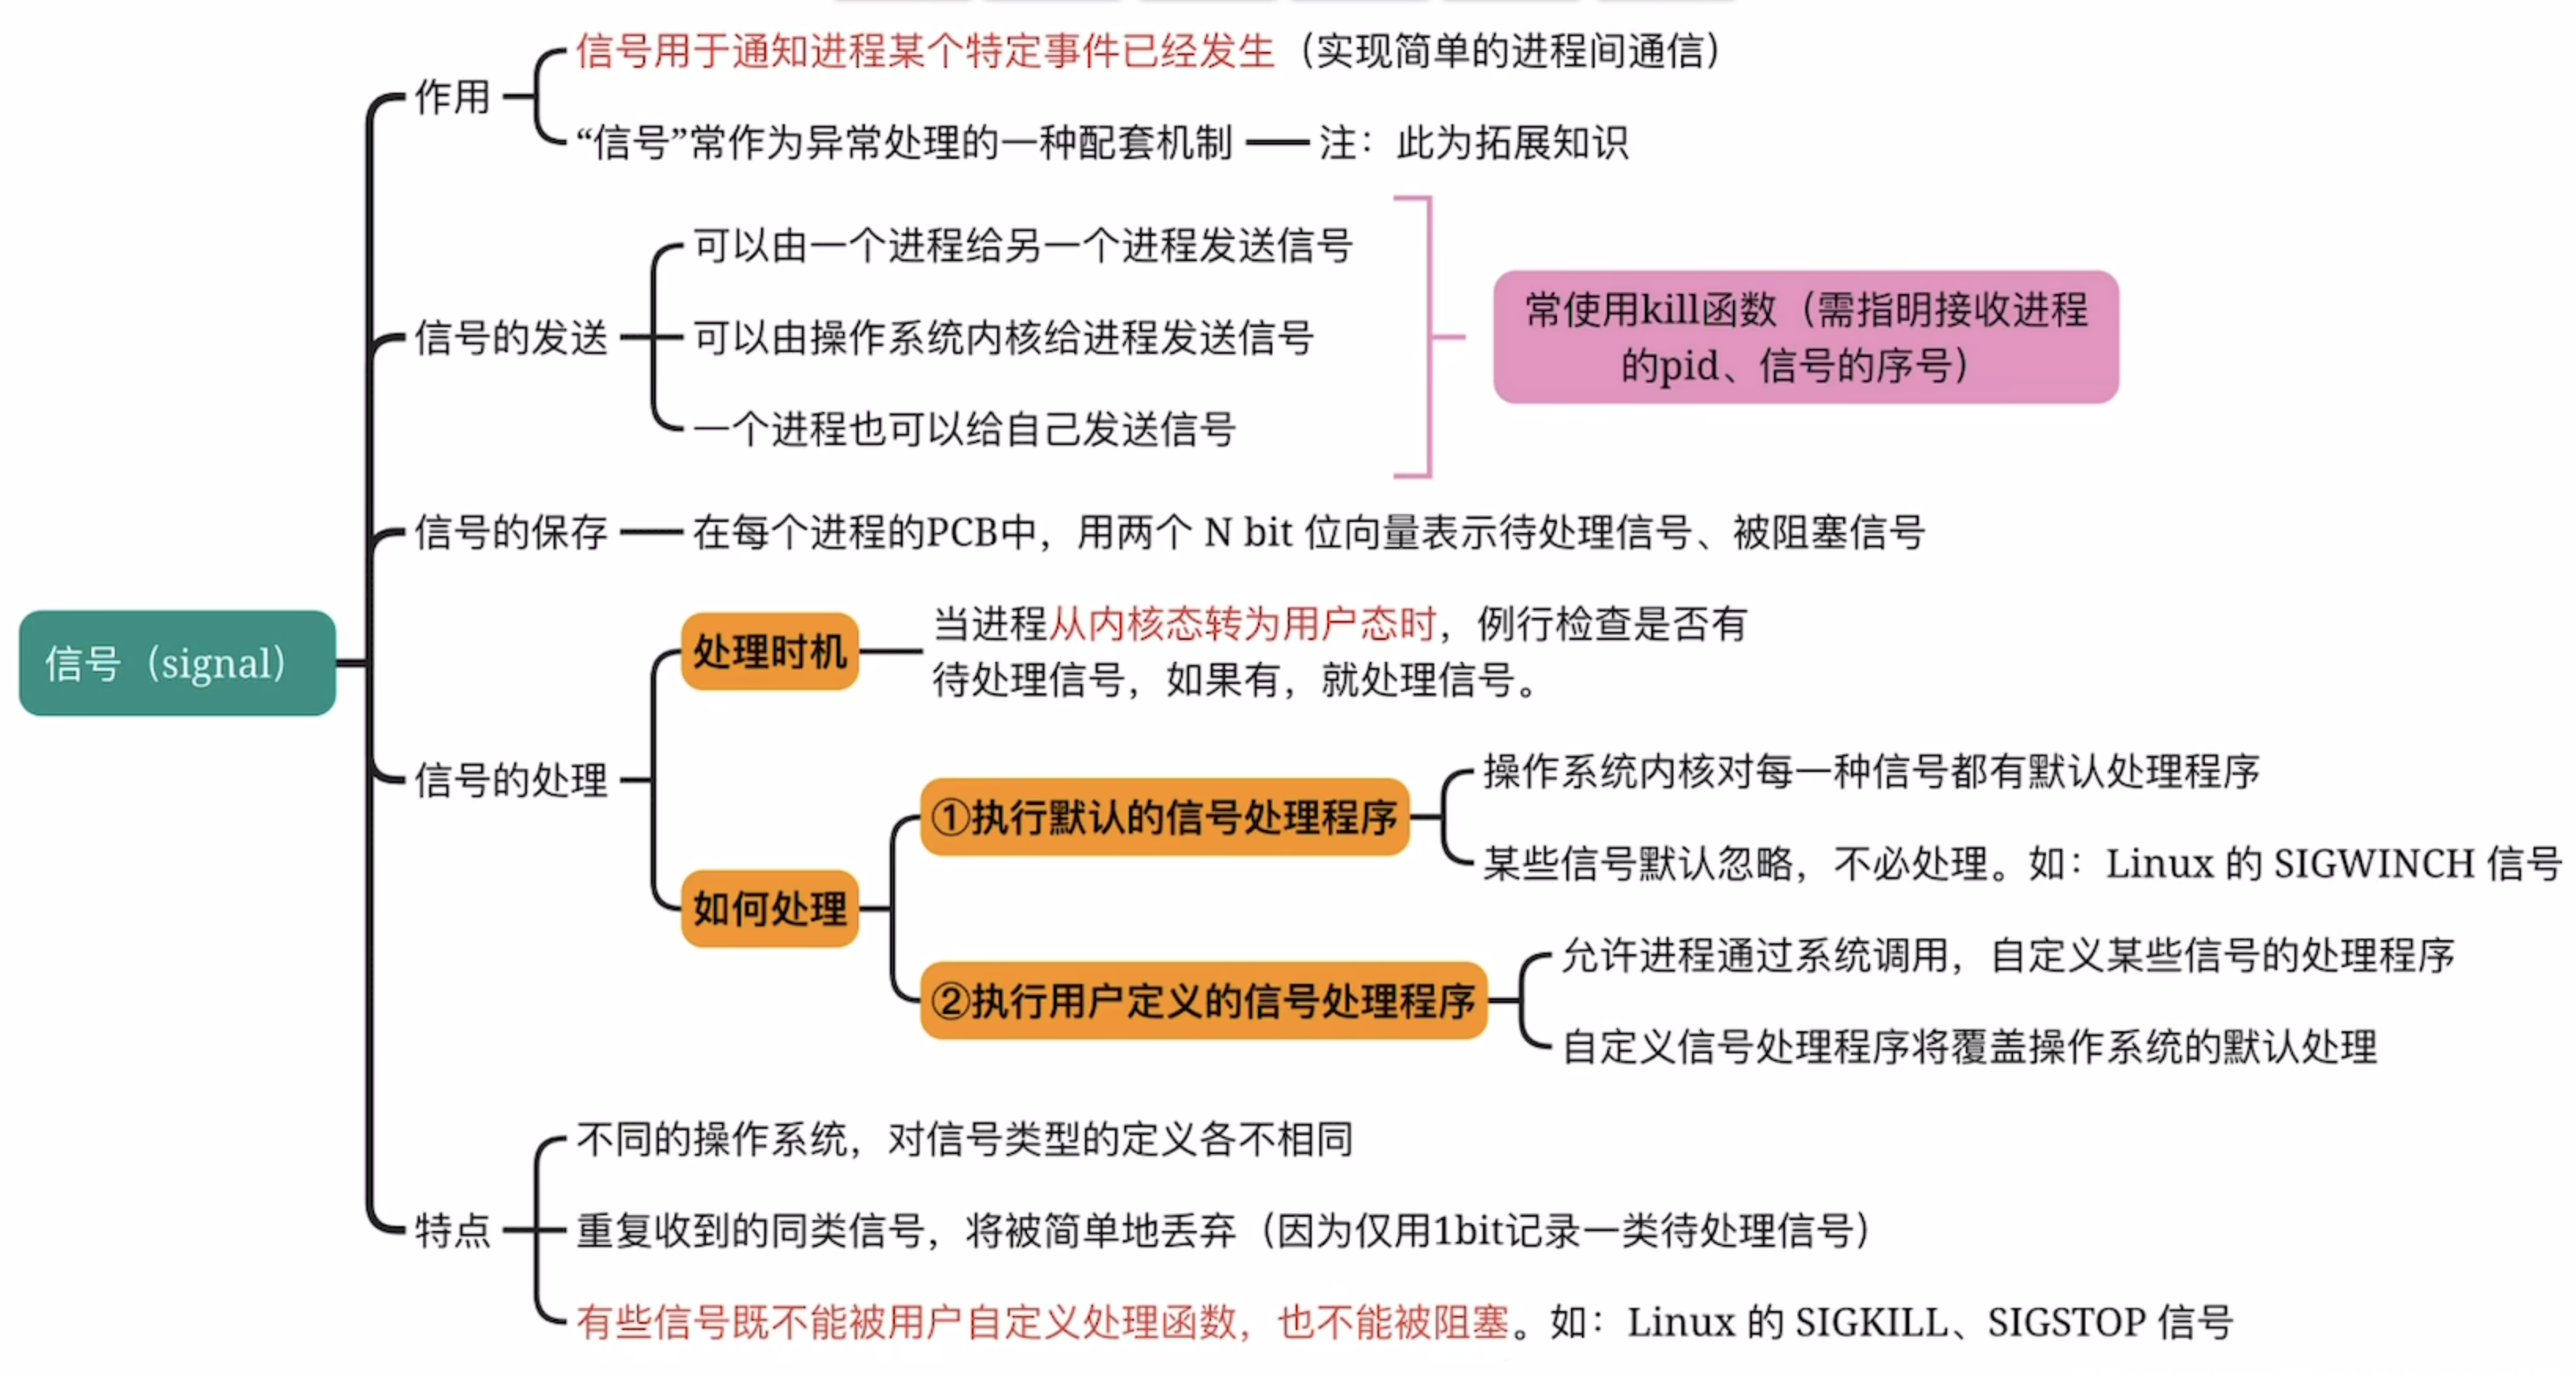 信号用于通知进程某个特定事件已经发生（实现简单的进程间通信）
作用
“信号”常作为异常处理的一种配套机制
注：此为拓展知识
可以由一个进程给另一个进程发送信号
信号的发送
可以由操作系统内核给进程发送信号
一个进程也可以给自己发送信号
常使用kill函数（需指明接收进程
的pid、信号的序号）
信号的保存
在每个进程的PCB中，用两个 N bit 位向量表示待处理信号、被阻塞信号
信号（signal）
信号的处理
处理时机
当进程从内核态转为用户态时，例行检查是否有
待处理信号，如果有，就处理信号。
如何处理
①执行默认的信号处理程序
操作系统内核对每一种信号都有默认处理程序
某些信号默认忽略，不必处理。如：Linux 的 SIGWINCH 信号
②执行用户定义的信号处理程序
允许进程通过系统调用，自定义某些信号的处理程序
自定义信号处理程序将覆盖操作系统的默认处理
不同的操作系统，对信号类型的定义各不相同
特点
重复收到的同类信号，将被简单地丢弃（因为仅用1bit记录一类待处理信号）
有些信号既不能被用户自定义处理函数，也不能被阻塞。如：Linux 的 SIGKILL、SIGSTOP 信号